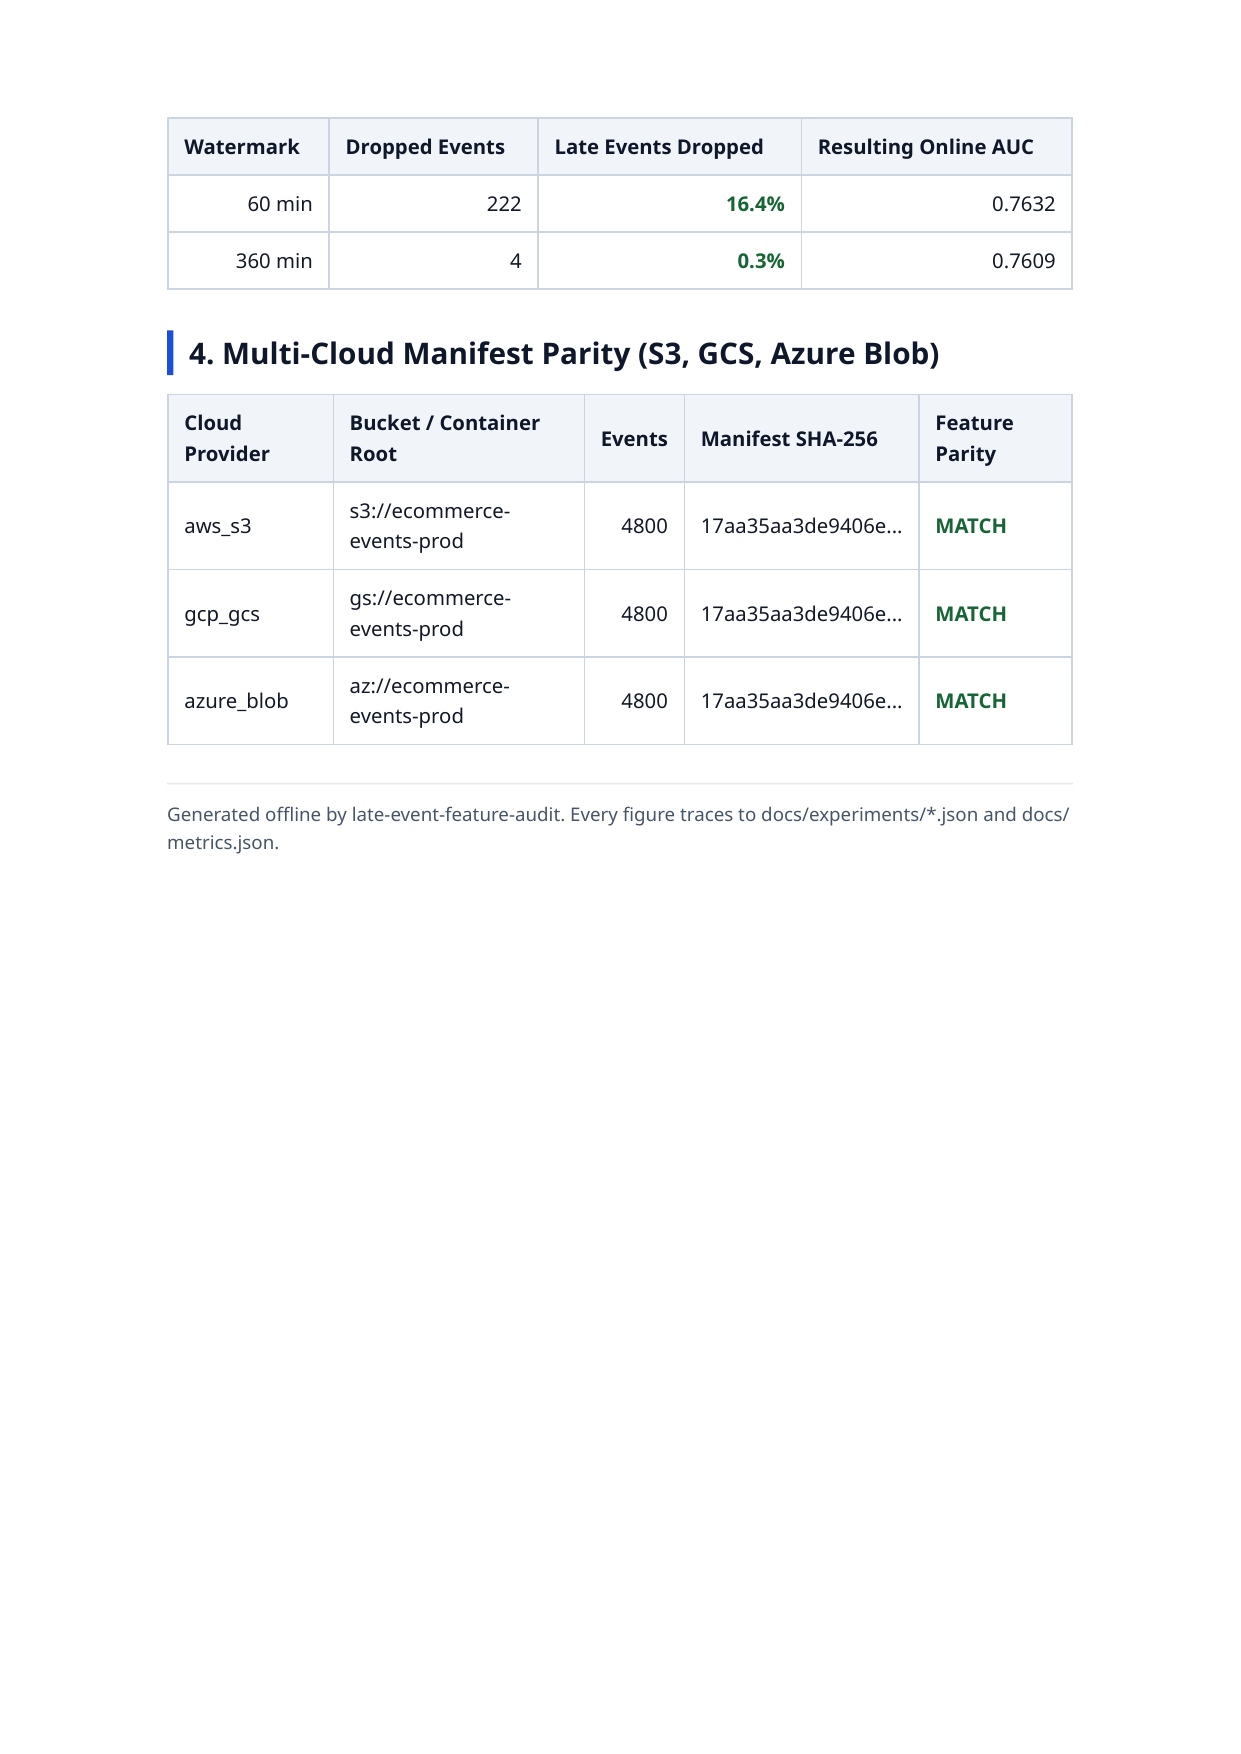 Watermark Dropped Events Late Events Dropped Resulting Online AUC
60 min 222 16.4% 0.7632
360 min 4 0.3% 0.7609
4. Multi-Cloud Manifest Parity (S3, GCS, Azure Blob)
Cloud Provider Bucket / Container Root Events Manifest SHA-256 Feature Parity
aws_s3 s3://ecommerce-events-prod 4800 17aa35aa3de9406e... MATCH
gcp_gcs gs://ecommerce-events-prod 4800 17aa35aa3de9406e... MATCH
azure_blob az://ecommerce-events-prod 4800 17aa35aa3de9406e... MATCH
Generated offline by late-event-feature-audit. Every figure traces to docs/experiments/*.json and docs/
metrics.json.